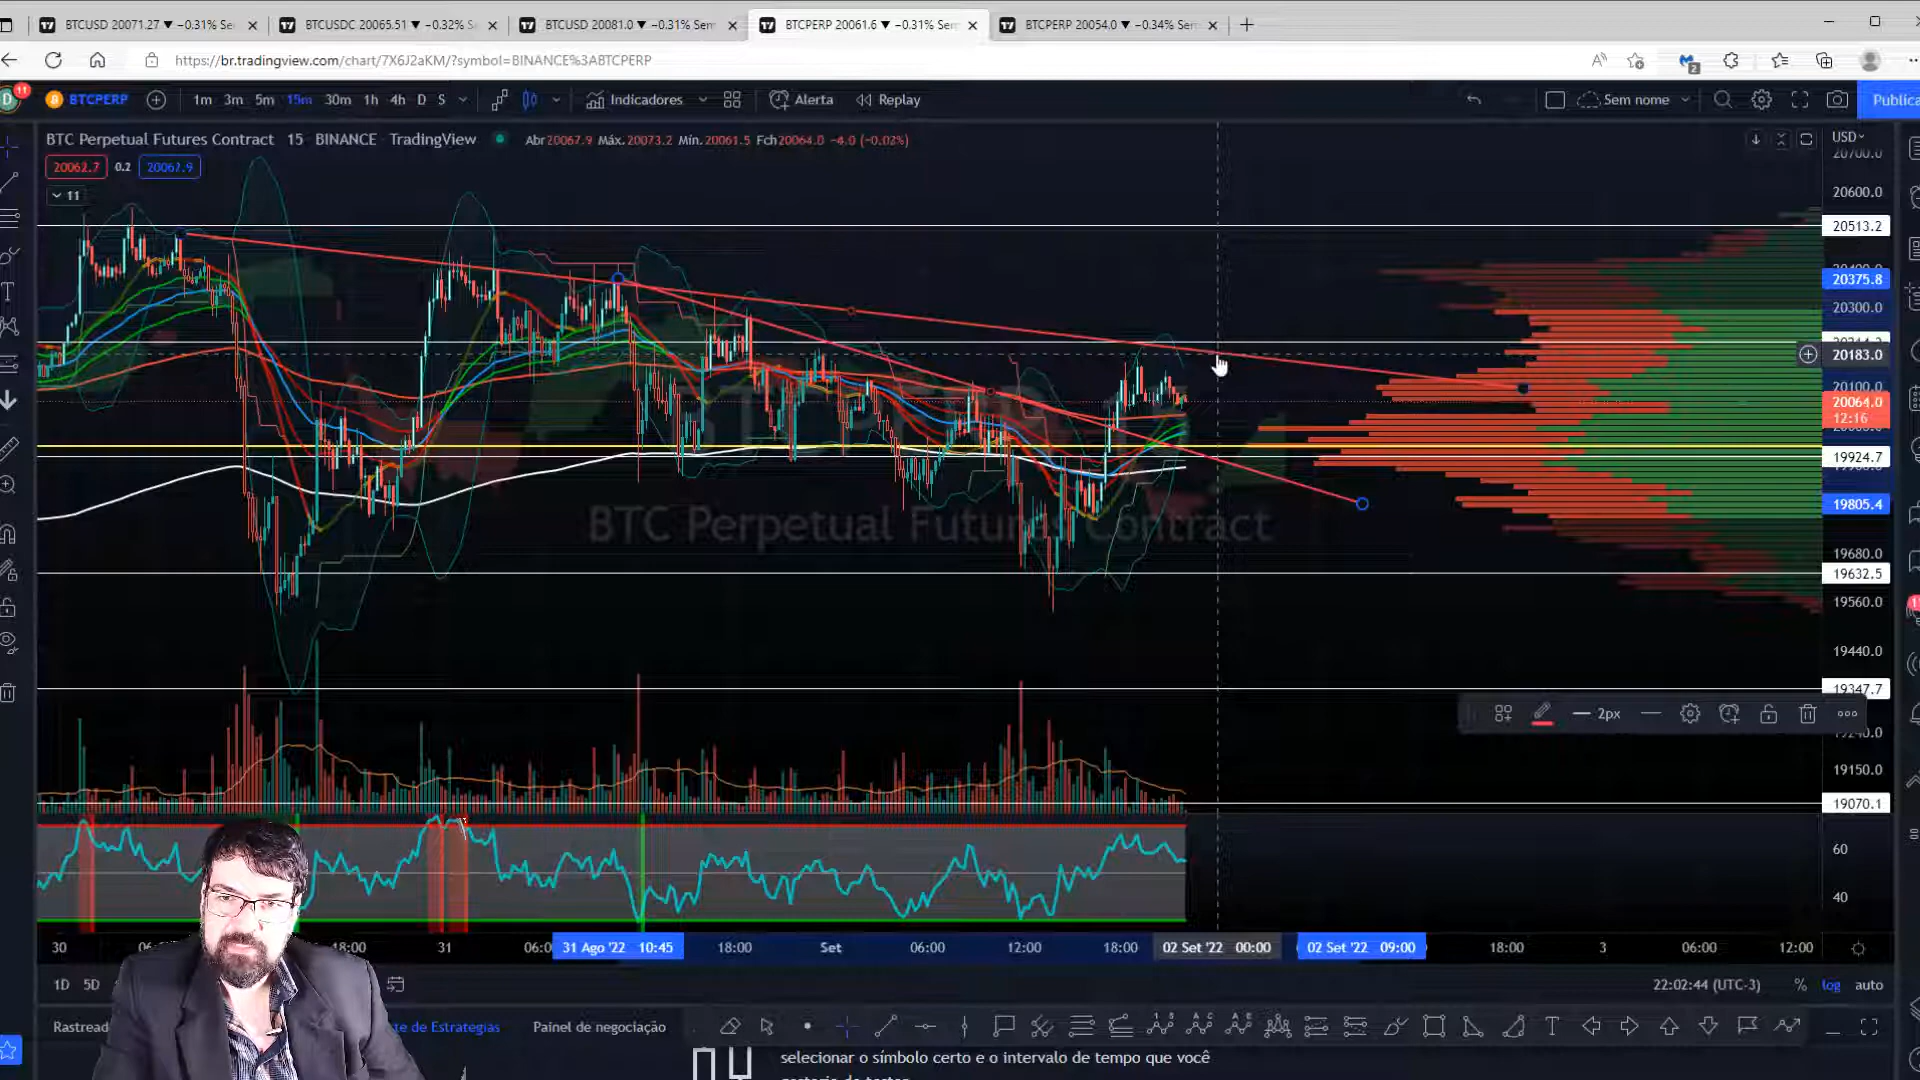 BTCUSD 20071.27 ▼ −0.31% Se
BTCUSDC 20065.51 ▼ −0.32% S
BTCUSD 20081.0 ▼ −0.31% Sem
BTCPERP 20061.6 ▼ −0.31% Sem
BTCPERP 20054.0 ▼ −0.34% Sem
https://br.tradingview.com/chart/7X6J2aKM/?symbol=BINANCE%3ABTCPERP
D 11 BTCPERP 1m 3m 5m 15m 30m 1h 4h D S Indicadores Alerta Replay Sem nome Publica
BTC Perpetual Futures Contract 15 BINANCE TradingView Abr20067.9 Máx.20073.2 Mín.20061.5 Fch20064.0 −4.0 (−0.02%) USD
20062.7 0.2 20062.9
11
20600.0
20513.2
20375.8
20300.0
20183.0
20100.0
20064.0
12:16
19924.7
19805.4
BTC Perpetual Futures Contract
19680.0
19632.5
19560.0
19440.0
19347.7
2px
19150.0
19070.1
60
40
30 18:00 31 06:0 31 Ago '22 10:45 18:00 Set 06:00 12:00 18:00 02 Set '22 00:00 02 Set '22 09:00 18:00 3 06:00 12:00
1D 5D 22:02:44 (UTC-3) % log auto
Rastread te de Estrategias Painel de negociação
selecionar o símbolo certo e o intervalo de tempo que você